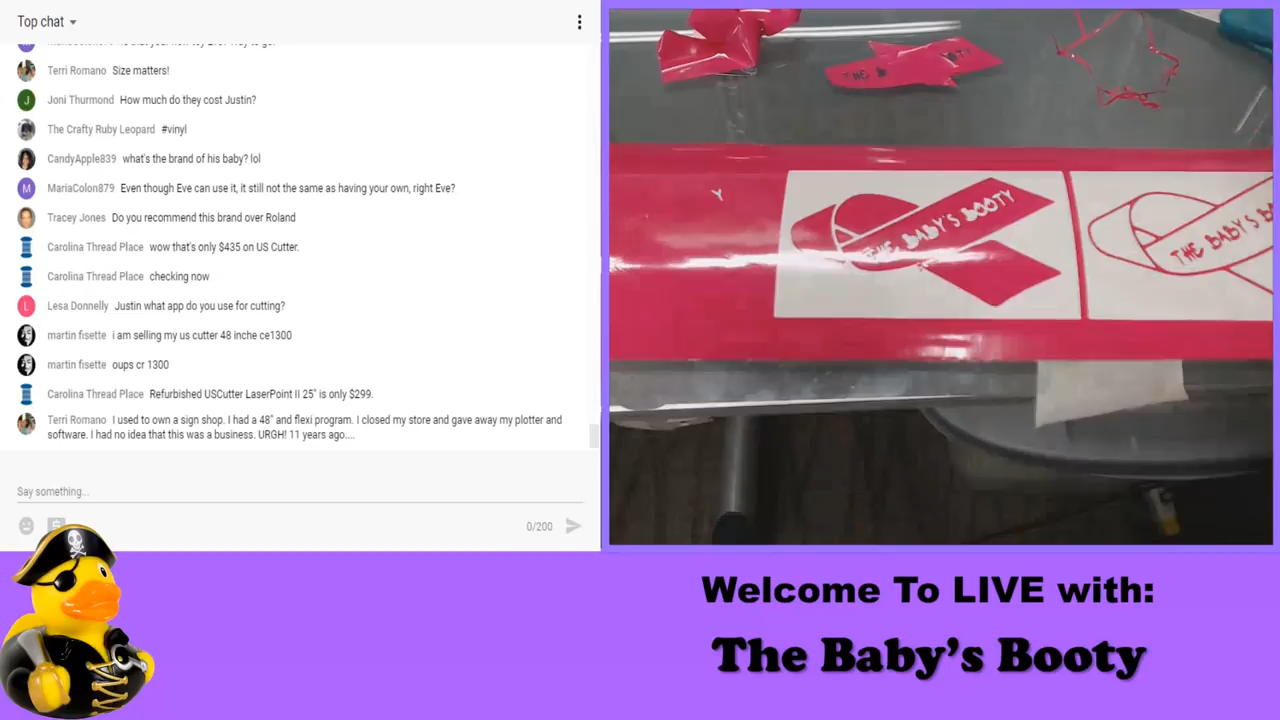 Top chat
Terri Romano Size matters!
J
Joni Thurmond How much do they cost Justin?
The Crafty Ruby Leopard #vinyl
CandyApple839 what's the brand of his baby? lol
M
MariaColon879 Even though Eve can use it, it still not the same as having your own, right Eve?
Tracey Jones Do you recommend this brand over Roland
Carolina Thread Place wow that's only $435 on US Cutter.
Carolina Thread Place checking now
L
Lesa Donnelly Justin what app do you use for cutting?
martin fisette i am selling my us cutter 48 inche ce1300
martin fisette oups cr 1300
Carolina Thread Place Refurbished USCutter LaserPoint II 25" is only $299.
Terri Romano I used to own a sign shop. I had a 48" and flexi program. I closed my store and gave away my plotter and
software. I had no idea that this was a business. URGH! 11 years ago....
Say something...
0/200
THE B OTY
Y
THE BABY'S BOOTY
THE BABY'S B
Welcome To LIVE with:
The Baby's Booty